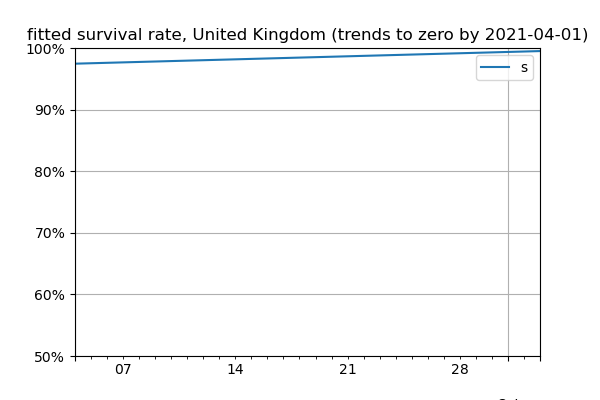 fitted survival rate, United Kingdom (trends to zero by 2021-04-01)
100%
s
90%
80%
70%
60%
50%
07 14 21 28